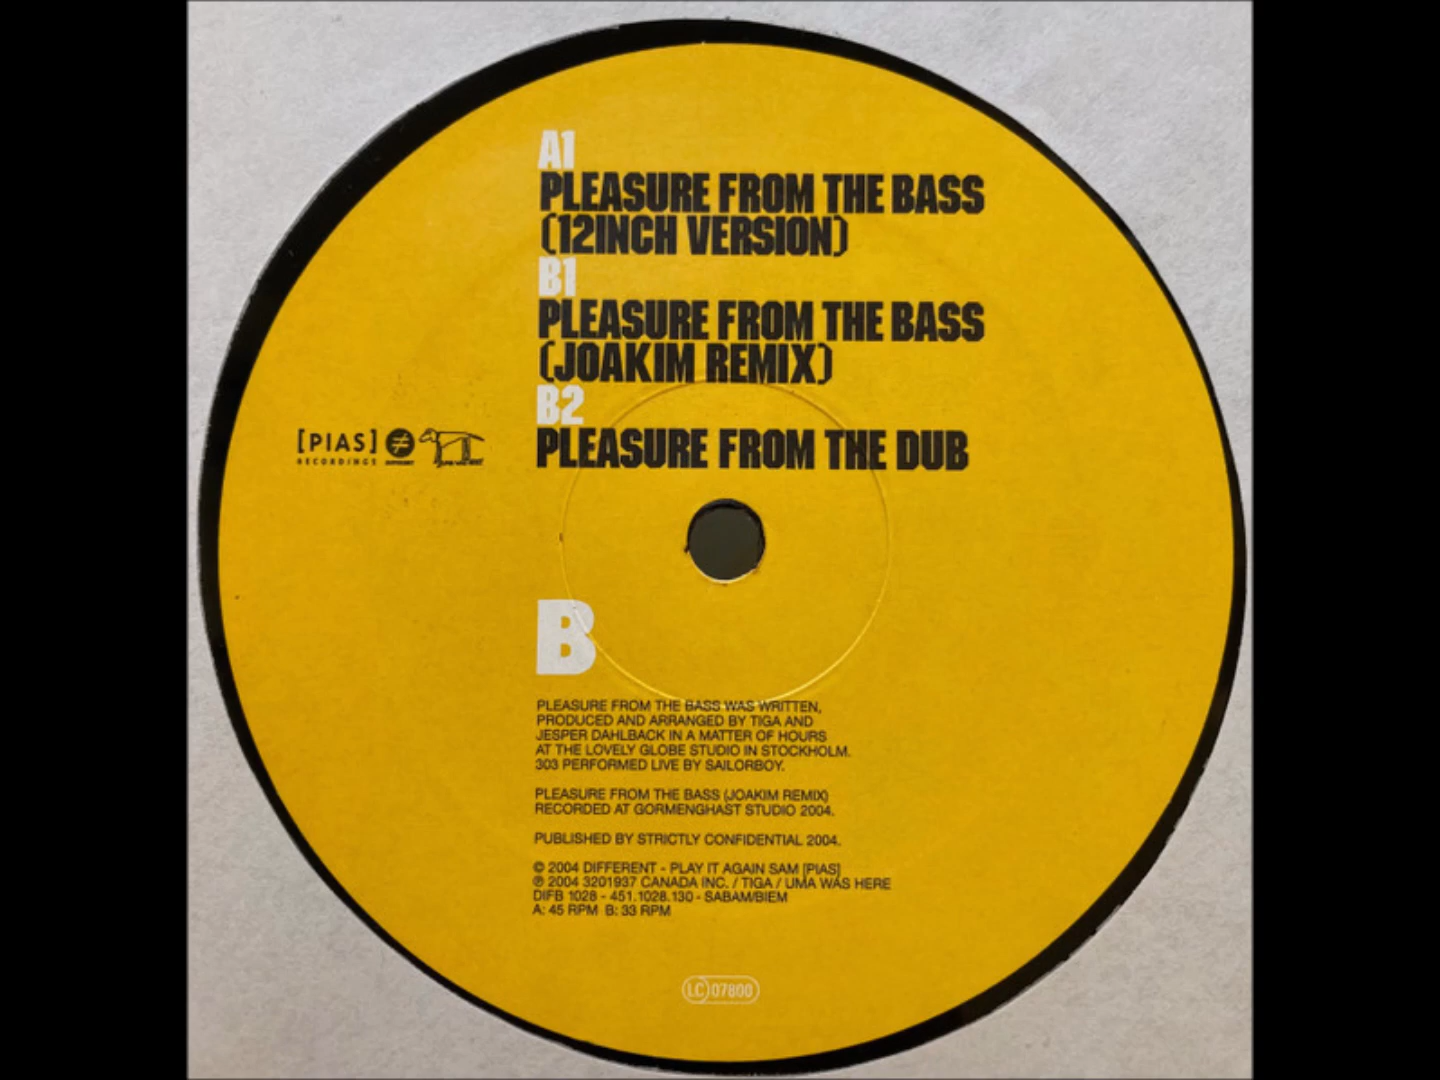 A1
PLEASURE FROM THE BASS
(12INCH VERSION)
B1
PLEASURE FROM THE BASS
(JOAKIM REMIX)
B2
PLEASURE FROM THE DUB
[PIAS]
RECORDINGS
B
PLEASURE FROM THE BASS WAS WRITTEN,
PRODUCED AND ARRANGED BY TIGA AND
JESPER DAHLBACK IN A MATTER OF HOURS
AT THE LOVELY GLOBE STUDIO IN STOCKHOLM.
303 PERFORMED LIVE BY SAILORBOY.
PLEASURE FROM THE BASS (JOAKIM REMIX)
RECORDED AT GORMENGHAST STUDIO 2004.
PUBLISHED BY STRICTLY CONFIDENTIAL 2004.
© 2004 DIFFERENT - PLAY IT AGAIN SAM [PIAS]
℗ 2004 3201937 CANADA INC. / TIGA / UMA WAS HERE
DIFB 1028 - 451.1028.130 - SABAM/BIEM
A: 45 RPM B: 33 RPM
LC 07800